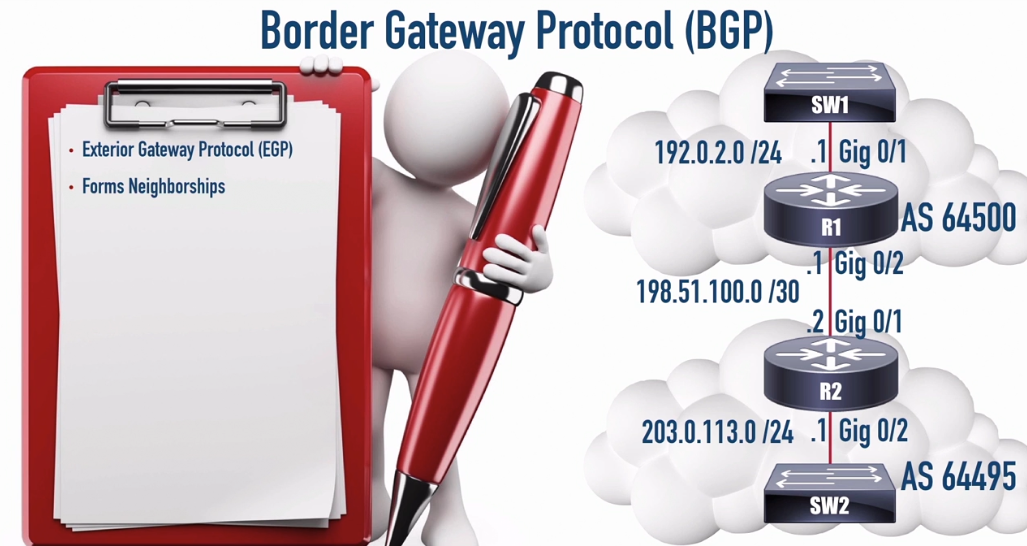 Border Gateway Protocol (BGP)
• Exterior Gateway Protocol (EGP)
• Forms Neighborships
SW1
192.0.2.0 /24 .1 Gig 0/1
R1
AS 64500
.1 Gig 0/2
198.51.100.0 /30
.2 Gig 0/1
R2
203.0.113.0 /24 .1 Gig 0/2
AS 64495
SW2